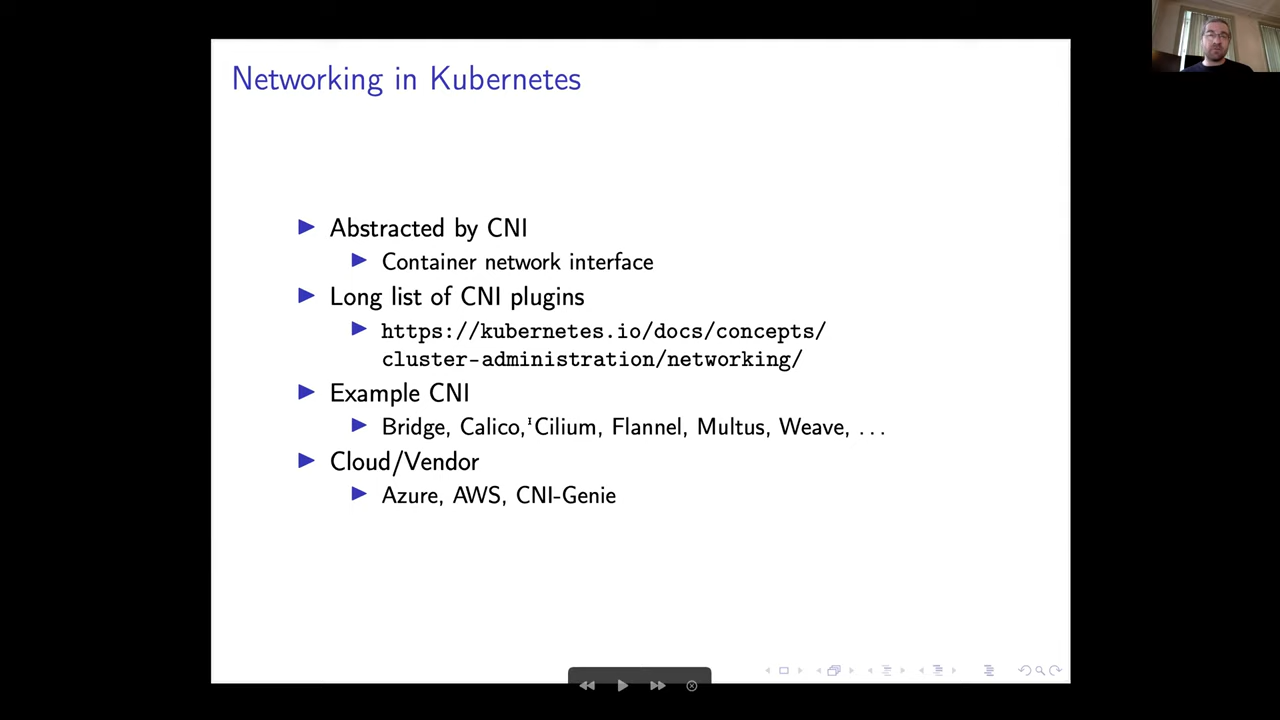 Networking in Kubernetes
Abstracted by CNI
Container network interface
Long list of CNI plugins
https://kubernetes.io/docs/concepts/
cluster-administration/networking/
Example CNI
Bridge, Calico, Cilium, Flannel, Multus, Weave, ...
Cloud/Vendor
Azure, AWS, CNI-Genie